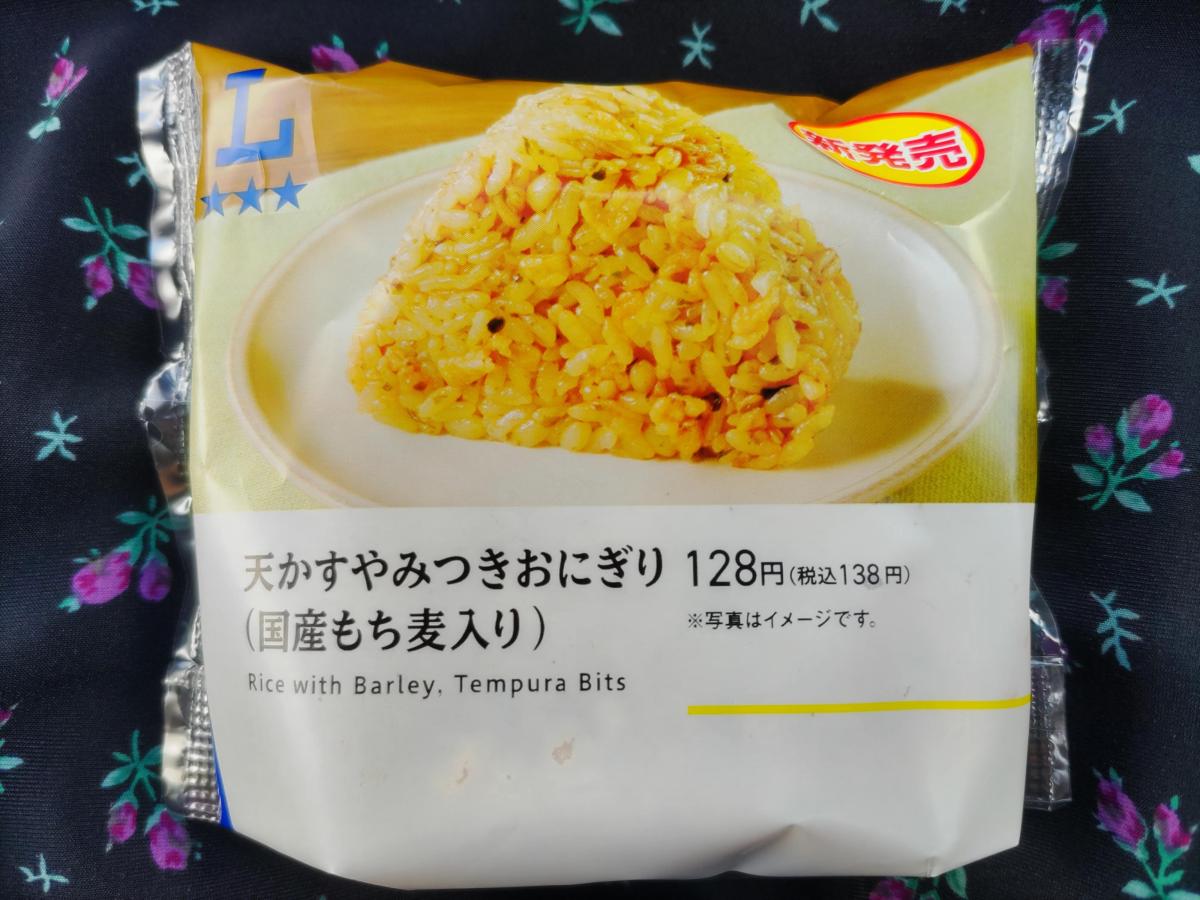 L
新発売
天かすやみつきおにぎり 128円(税込138円)
(国産もち麦入り) ※写真はイメージです。
Rice with Barley, Tempura Bits